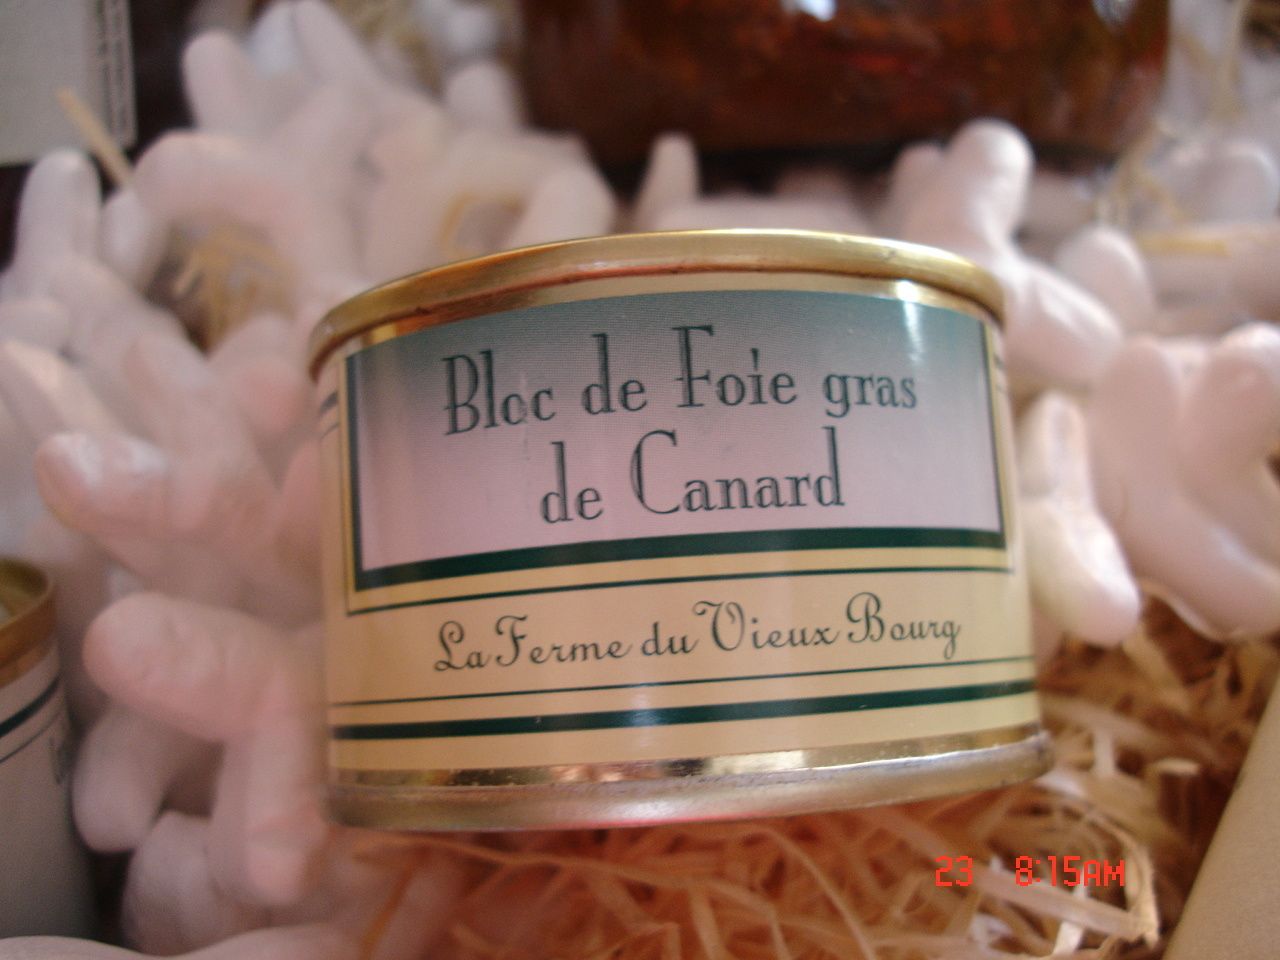 Bloc de Foie gras
de Canard
La Ferme du Vieux Bourg
23 8:15AM